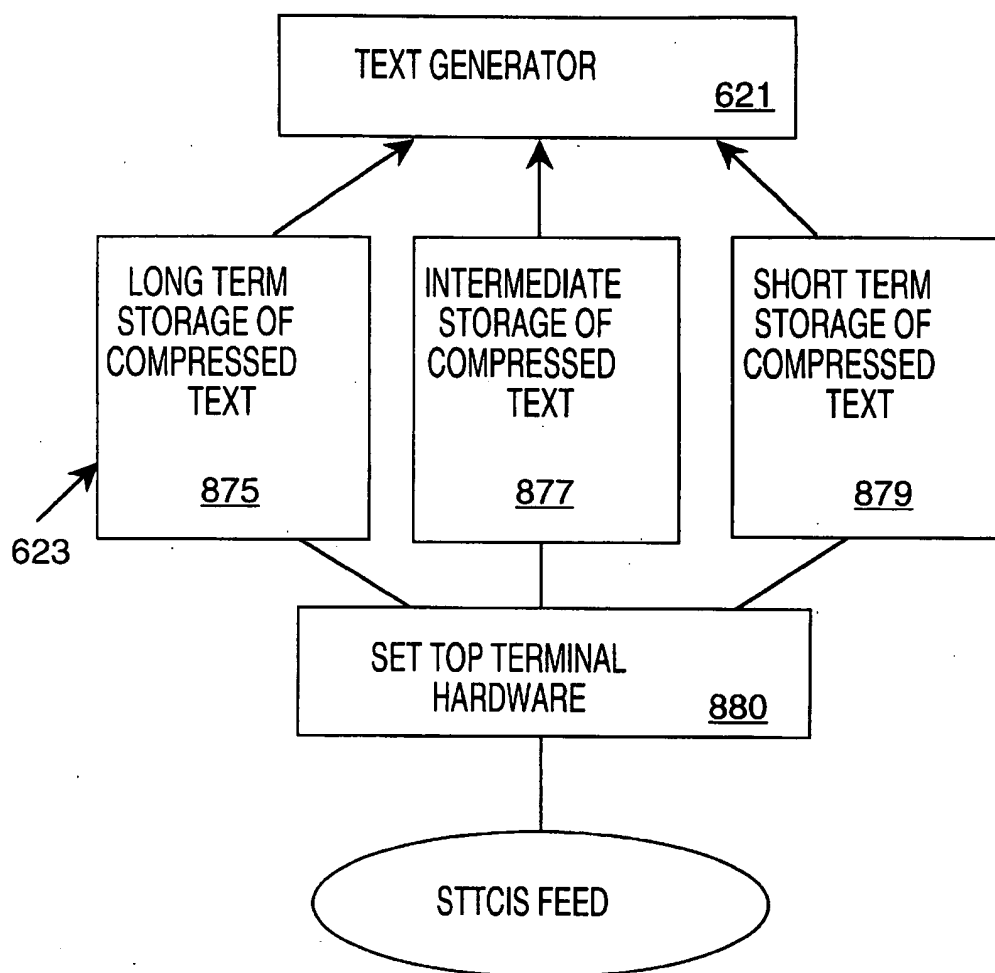 TEXT GENERATOR
621
LONG TERM
STORAGE OF
COMPRESSED
TEXT
875
INTERMEDIATE
STORAGE OF
COMPRESSED
TEXT
877
SHORT TERM
STORAGE OF
COMPRESSED
TEXT
879
623
SET TOP TERMINAL
HARDWARE
880
STTCIS FEED